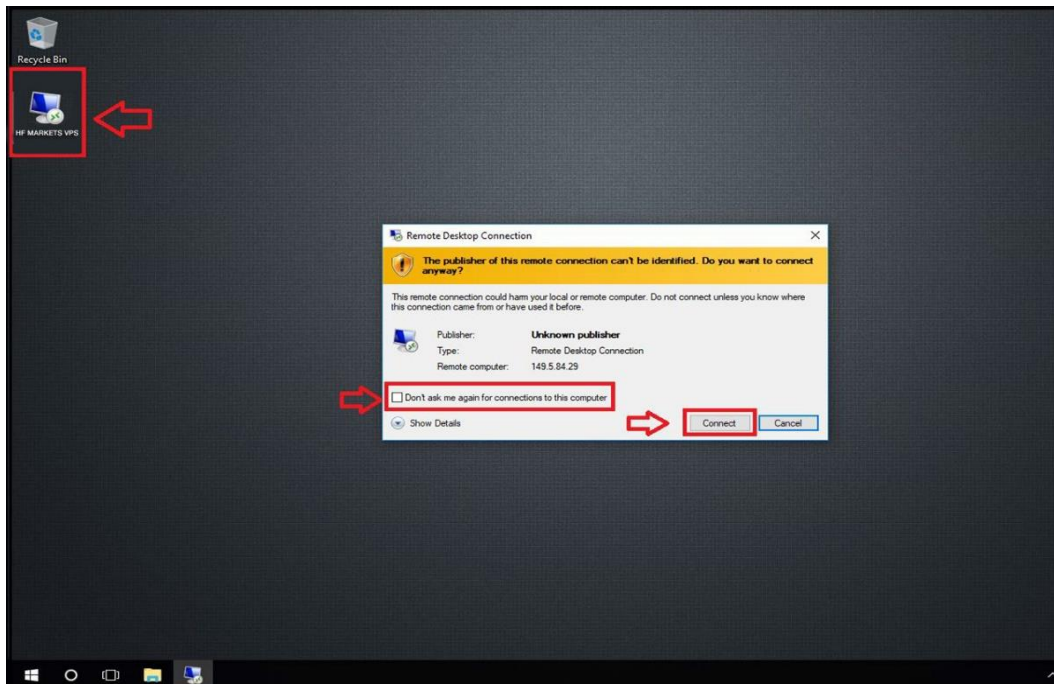 Recycle Bin
HF MARKETS VPS
Remote Desktop Connection
The publisher of this remote connection can't be identified. Do you want to connect
anyway?
This remote connection could harm your local or remote computer. Do not connect unless you know where
this connection came from or have used it before.
Publisher: Unknown publisher
Type: Remote Desktop Connection
Remote computer: 149.5.84.29
Don't ask me again for connections to this computer
Show Details
Connect
Cancel